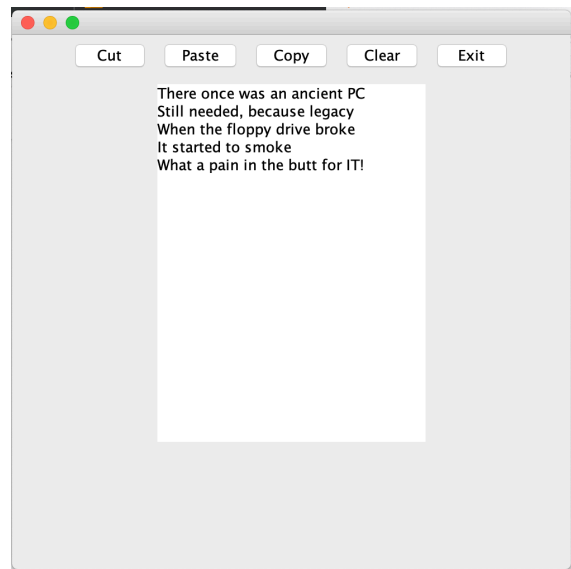 Cut Paste Copy Clear Exit
There once was an ancient PC
Still needed, because legacy
When the floppy drive broke
It started to smoke
What a pain in the butt for IT!